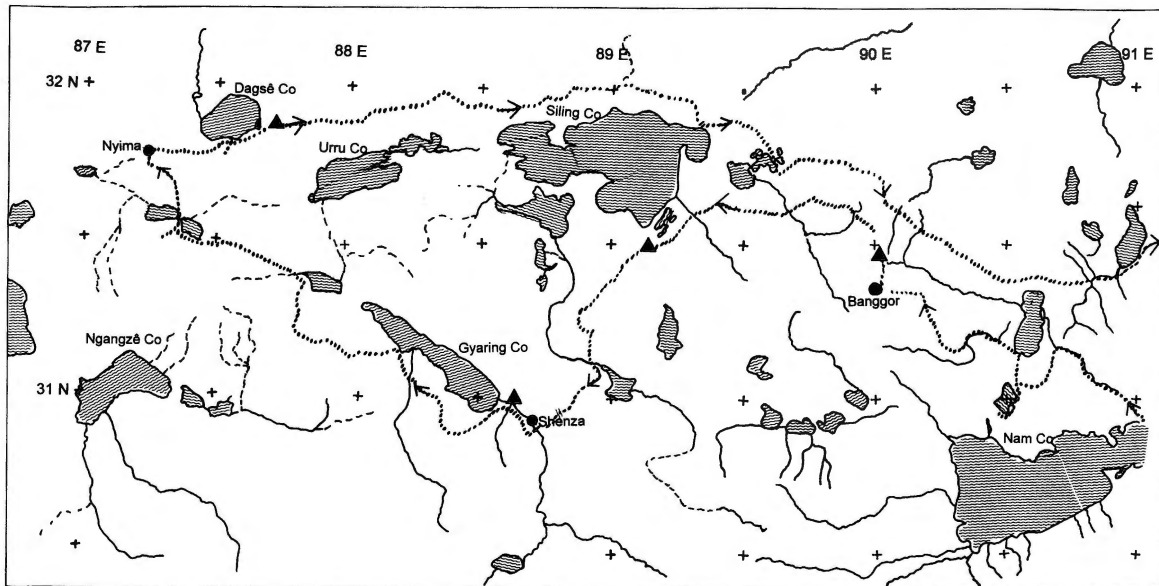 87 E
88 E
89 E
90 E
91 E
32 N
Dagsê Co
Siling Co
Nyima
Urru Co
Banggor
Gyaring Co
Ngangzê Co
31 N
Shenza
Nam Co